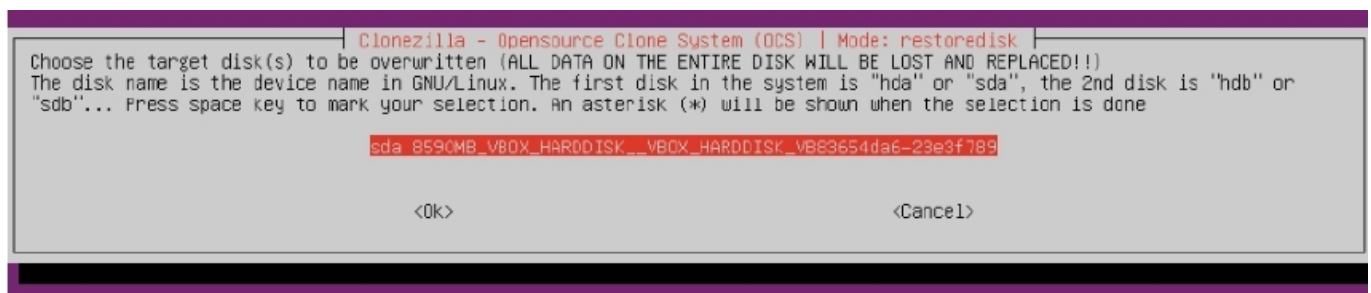 Clonezilla - Opensource Clone System (OCS) | Mode: restoredisk
Choose the target disk(s) to be overwritten (ALL DATA ON THE ENTIRE DISK WILL BE LOST AND REPLACED!!)
The disk name is the device name in GNU/Linux. The first disk in the system is "hda" or "sda", the 2nd disk is "hdb" or
"sdb"... Press space key to mark your selection. An asterisk (*) will be shown when the selection is done
sda 8590MB_VBOX_HARDDISK__VBOX_HARDDISK_VB83654da6-23e3f789
<Ok> <Cancel>